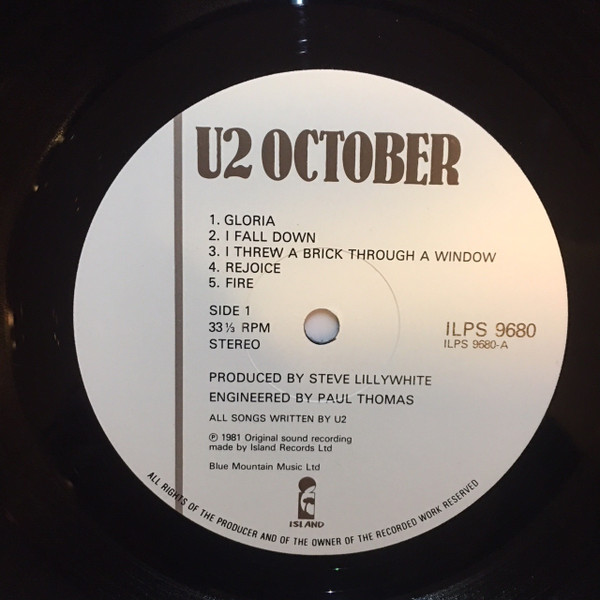 U2 OCTOBER
1. GLORIA
2. I FALL DOWN
3. I THREW A BRICK THROUGH A WINDOW
4. REJOICE
5. FIRE
SIDE 1
33⅓ RPM
STEREO
ILPS 9680
ILPS 9680-A
PRODUCED BY STEVE LILLYWHITE
ENGINEERED BY PAUL THOMAS
ALL SONGS WRITTEN BY U2
℗ 1981 Original sound recording
made by Island Records Ltd
Blue Mountain Music Ltd
ISLAND
ALL RIGHTS OF THE PRODUCER AND OF THE OWNER OF THE RECORDED WORK RESERVED